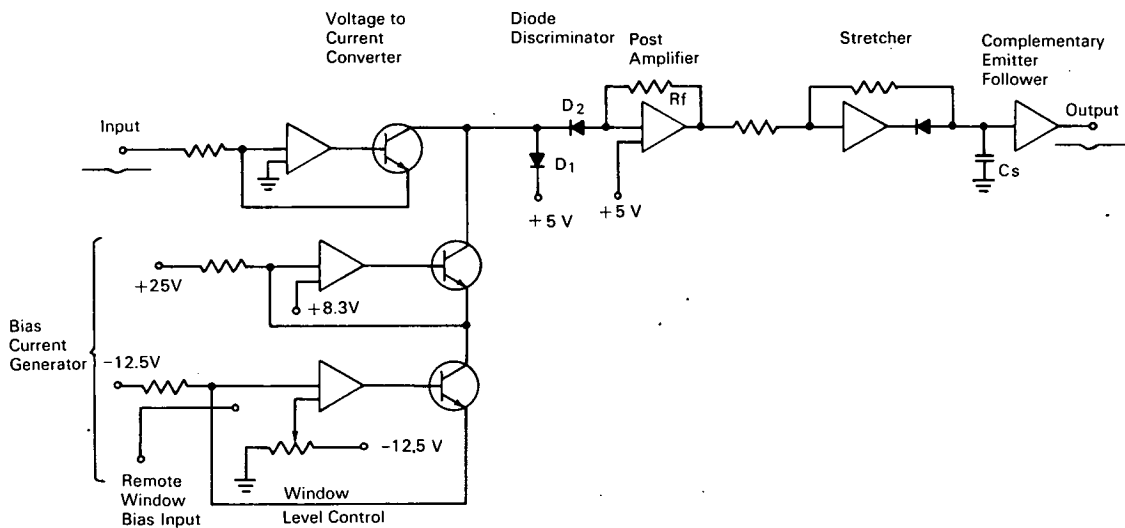 Voltage to
Current
Converter
Diode
Discriminator
Post
Amplifier
Stretcher
Complementary
Emitter
Follower
Input
D2
Rf
Output
D1
Cs
+5 V
+5 V
+25V
+8.3V
Bias
Current
Generator
-12.5V
-12.5 V
Remote
Window
Bias Input
Window
Level Control